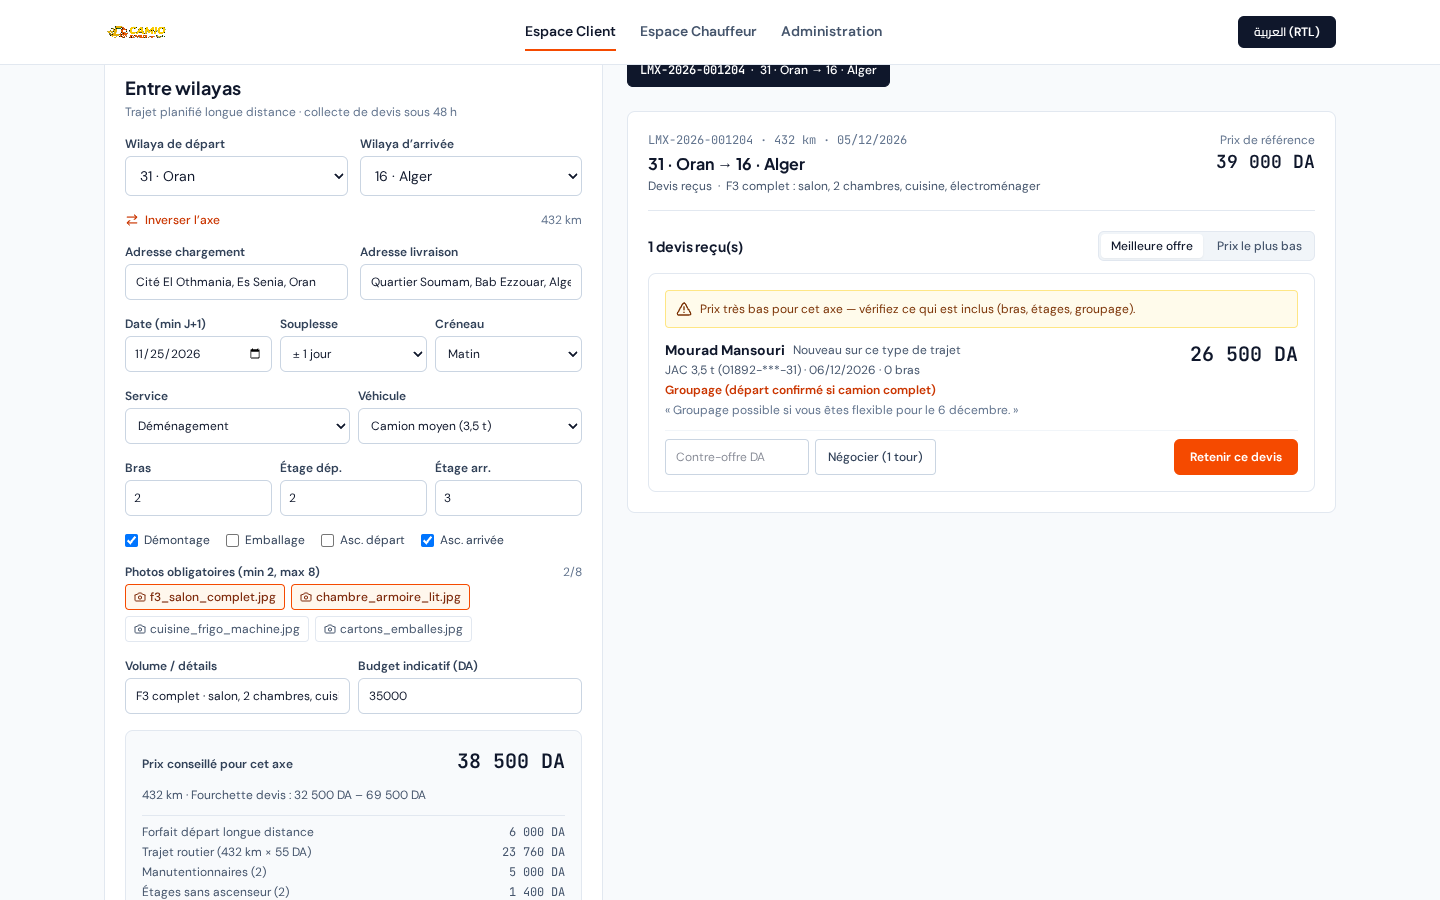 CAMIO
Espace Client
Espace Chauffeur
Administration
العربية (RTL)
Entre wilayas
Trajet planifié longue distance · collecte de devis sous 48 h
Wilaya de départ
Wilaya d’arrivée
31 · Oran
16 · Alger
Inverser l’axe
432 km
Adresse chargement
Adresse livraison
Cité El Othmania, Es Senia, Oran
Quartier Soumam, Bab Ezzouar, Alge
Date (min J+1)
Souplesse
Créneau
11/25/2026
± 1 jour
Matin
Service
Véhicule
Déménagement
Camion moyen (3,5 t)
Bras
Étage dép.
Étage arr.
2
2
3
Démontage
Emballage
Asc. départ
Asc. arrivée
Photos obligatoires (min 2, max 8)
2/8
f3_salon_complet.jpg
chambre_armoire_lit.jpg
cuisine_frigo_machine.jpg
cartons_emballes.jpg
Volume / détails
Budget indicatif (DA)
F3 complet · salon, 2 chambres, cuis
35000
Prix conseillé pour cet axe
38 500 DA
432 km · Fourchette devis : 32 500 DA – 69 500 DA
Forfait départ longue distance
6 000 DA
Trajet routier (432 km × 55 DA)
23 760 DA
Manutentionnaires (2)
5 000 DA
Étages sans ascenseur (2)
1 400 DA
LMX-2026-001204 · 31 · Oran → 16 · Alger
LMX-2026-001204 · 432 km · 05/12/2026
Prix de référence
31 · Oran → 16 · Alger
39 000 DA
Devis reçus · F3 complet : salon, 2 chambres, cuisine, électroménager
1 devis reçu(s)
Meilleure offre
Prix le plus bas
Prix très bas pour cet axe — vérifiez ce qui est inclus (bras, étages, groupage).
Mourad Mansouri Nouveau sur ce type de trajet
26 500 DA
JAC 3,5 t (01892-***-31) · 06/12/2026 · 0 bras
Groupage (départ confirmé si camion complet)
« Groupage possible si vous êtes flexible pour le 6 décembre. »
Contre-offre DA
Négocier (1 tour)
Retenir ce devis